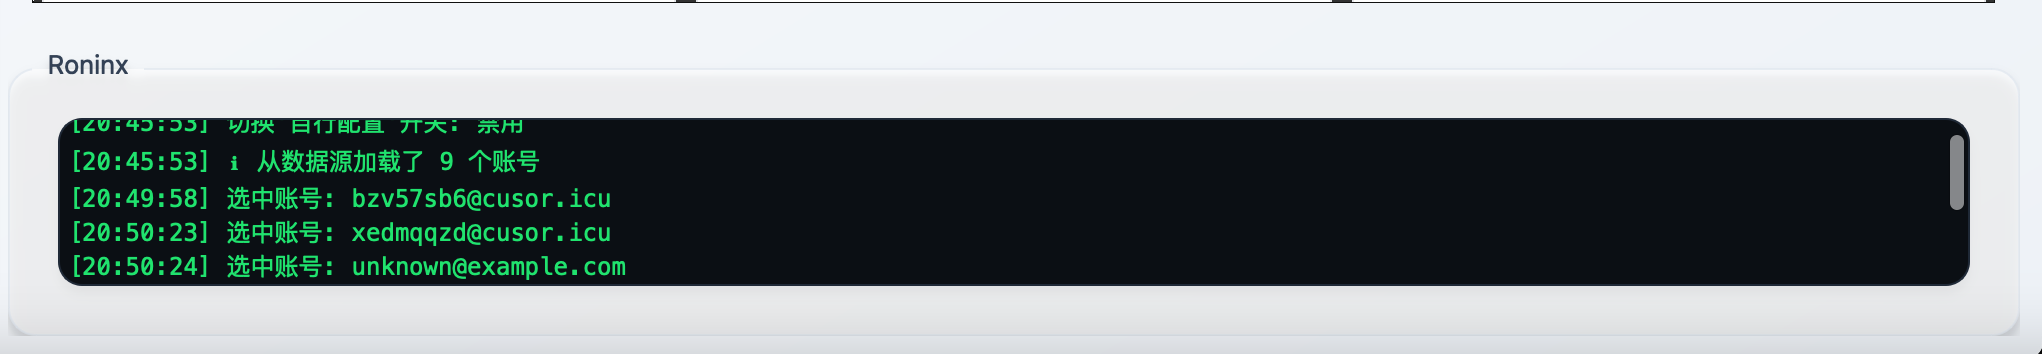 Roninx
[20:45:53] 切换 自行配置 开关: 禁用
[20:45:53] ℹ 从数据源加载了 9 个账号
[20:49:58] 选中账号: bzv57sb6@cusor.icu
[20:50:23] 选中账号: xedmqqzd@cusor.icu
[20:50:24] 选中账号: unknown@example.com